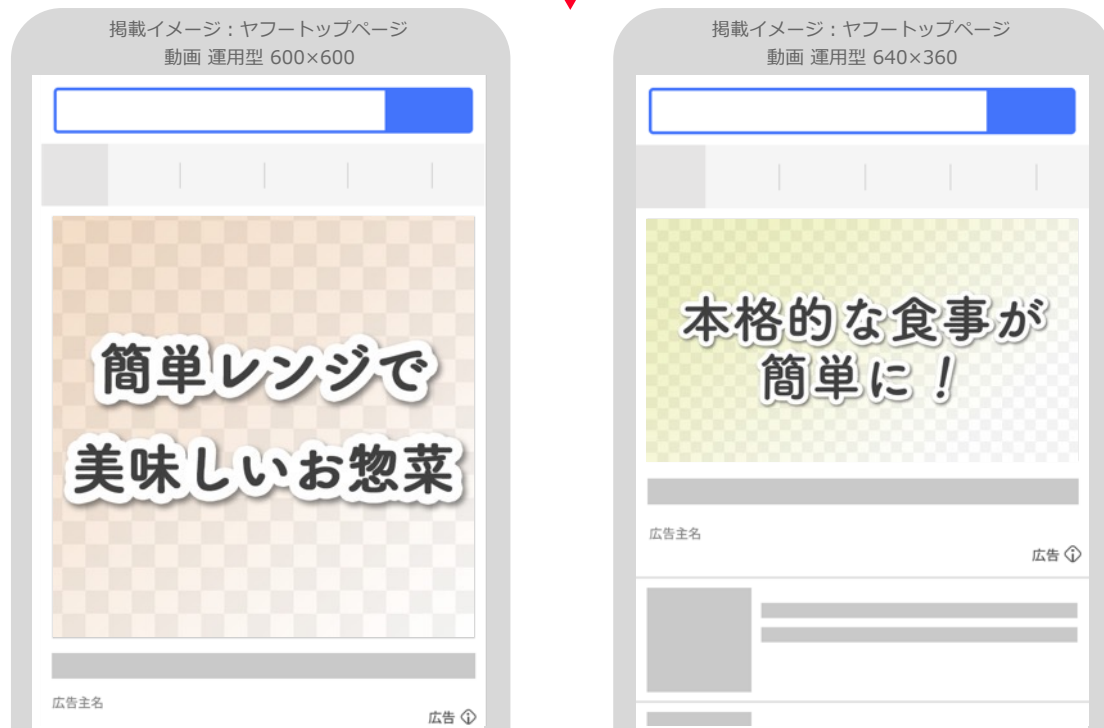 掲載イメージ：ヤフートップページ
動画 運用型 600×600
簡単レンジで
美味しいお惣菜
広告主名
広告
掲載イメージ：ヤフートップページ
動画 運用型 640×360
本格的な食事が
簡単に！
広告主名
広告